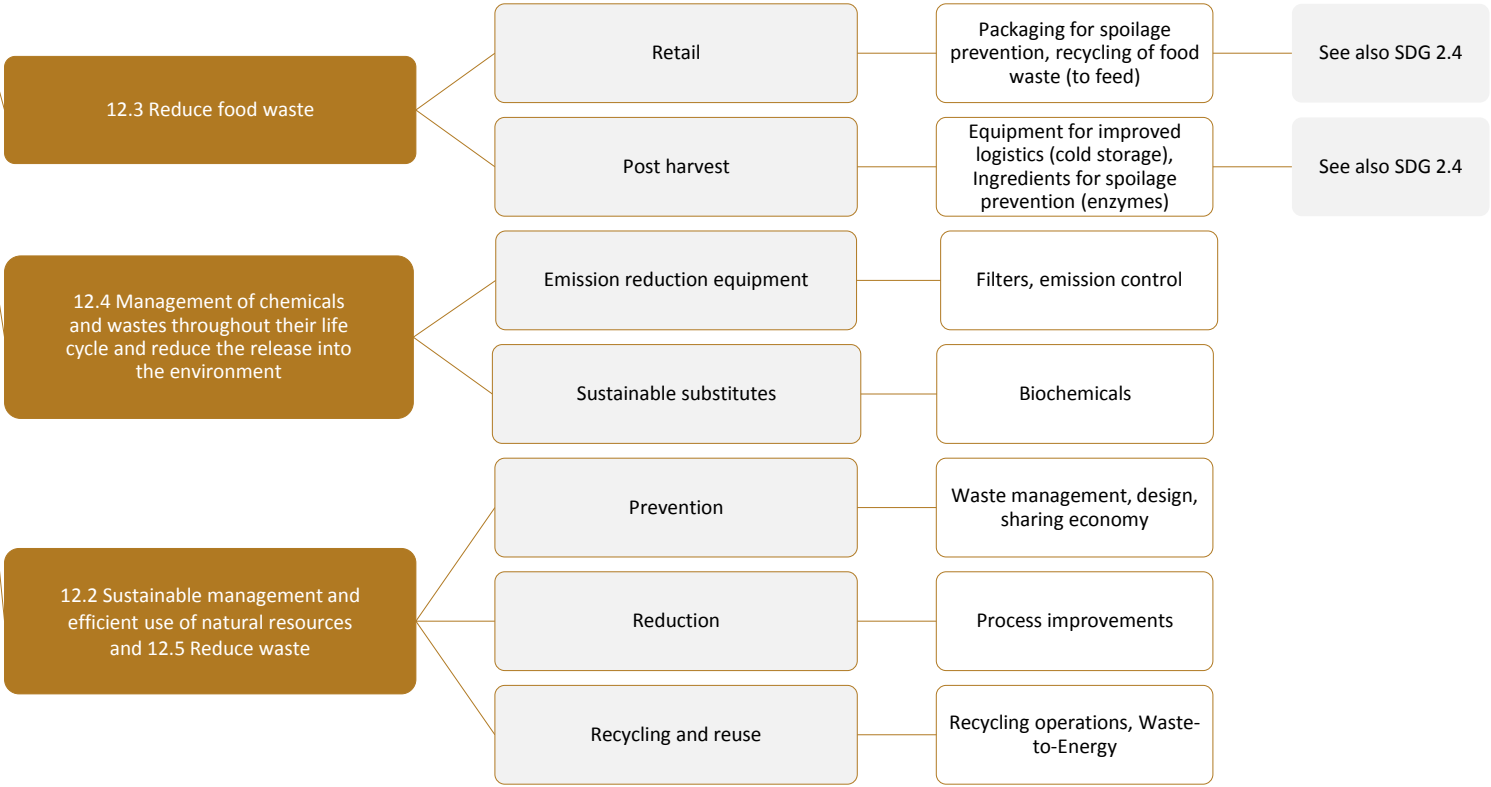 12.3 Reduce food waste
Retail
Packaging for spoilage
prevention, recycling of food
waste (to feed)
See also SDG 2.4
Post harvest
Equipment for improved
logistics (cold storage),
Ingredients for spoilage
prevention (enzymes)
See also SDG 2.4
12.4 Management of chemicals
and wastes throughout their life
cycle and reduce the release into
the environment
Emission reduction equipment
Filters, emission control
Sustainable substitutes
Biochemicals
12.2 Sustainable management and
efficient use of natural resources
and 12.5 Reduce waste
Prevention
Waste management, design,
sharing economy
Reduction
Process improvements
Recycling and reuse
Recycling operations, Waste-
to-Energy